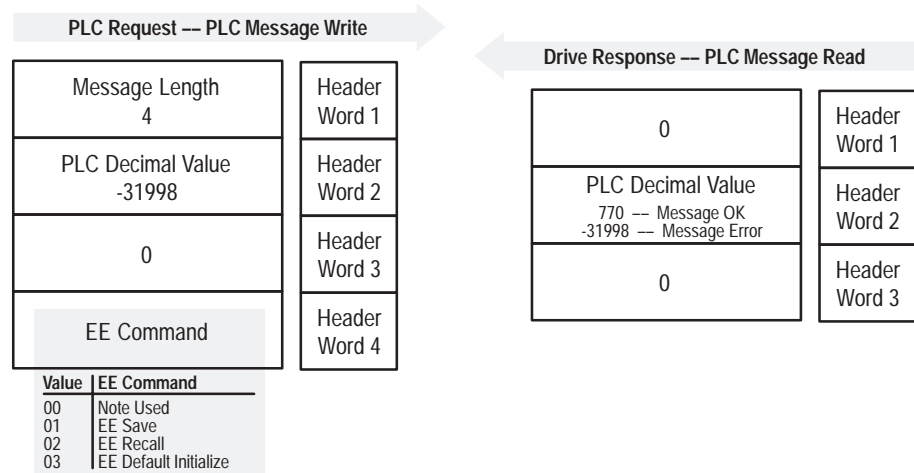 PLC Request –– PLC Message Write
Message Length
4
Header
Word 1
PLC Decimal Value
-31998
Header
Word 2
0
Header
Word 3
EE Command
Header
Word 4
Value EE Command
00 Note Used
01 EE Save
02 EE Recall
03 EE Default Initialize
Drive Response –– PLC Message Read
0
Header
Word 1
PLC Decimal Value
770 –– Message OK
-31998 –– Message Error
Header
Word 2
0
Header
Word 3